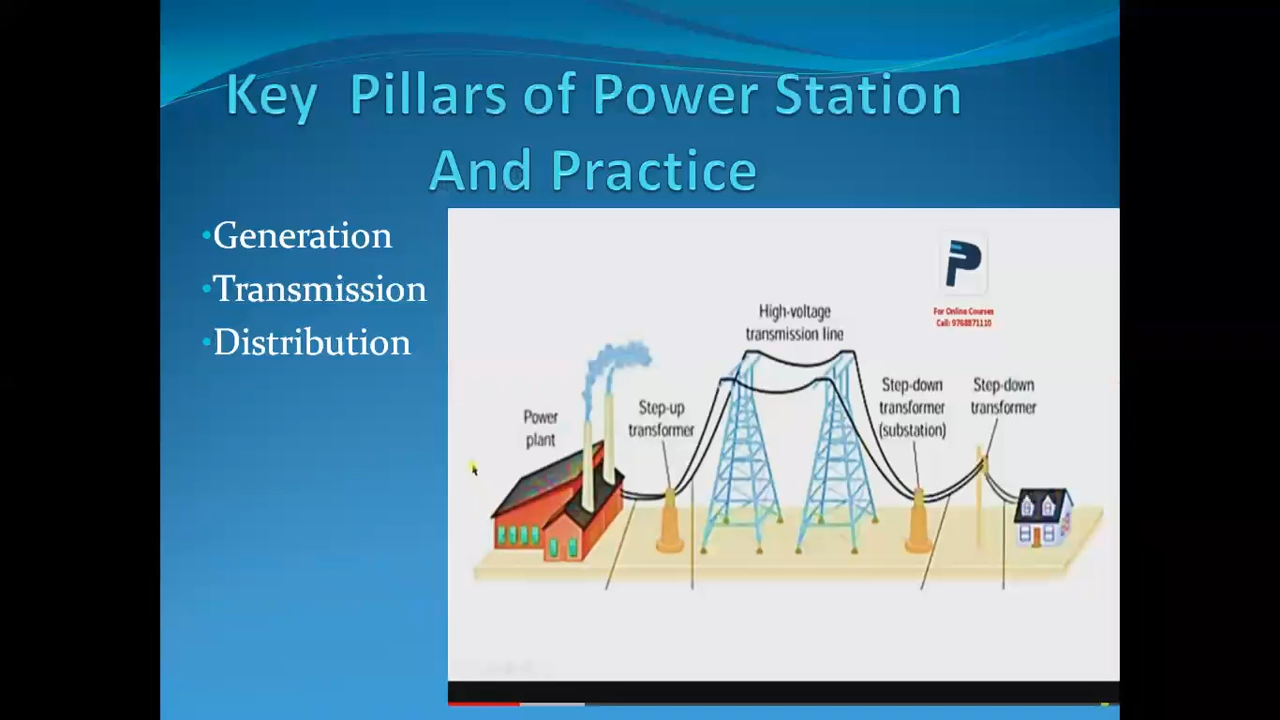 Key Pillars of Power Station
And Practice
•Generation
•Transmission
•Distribution
P
For Online Courses
Call: 9768871110
High-voltage
transmission line
Step-down
transformer
(substation)
Step-down
transformer
Step-up
transformer
Power
plant